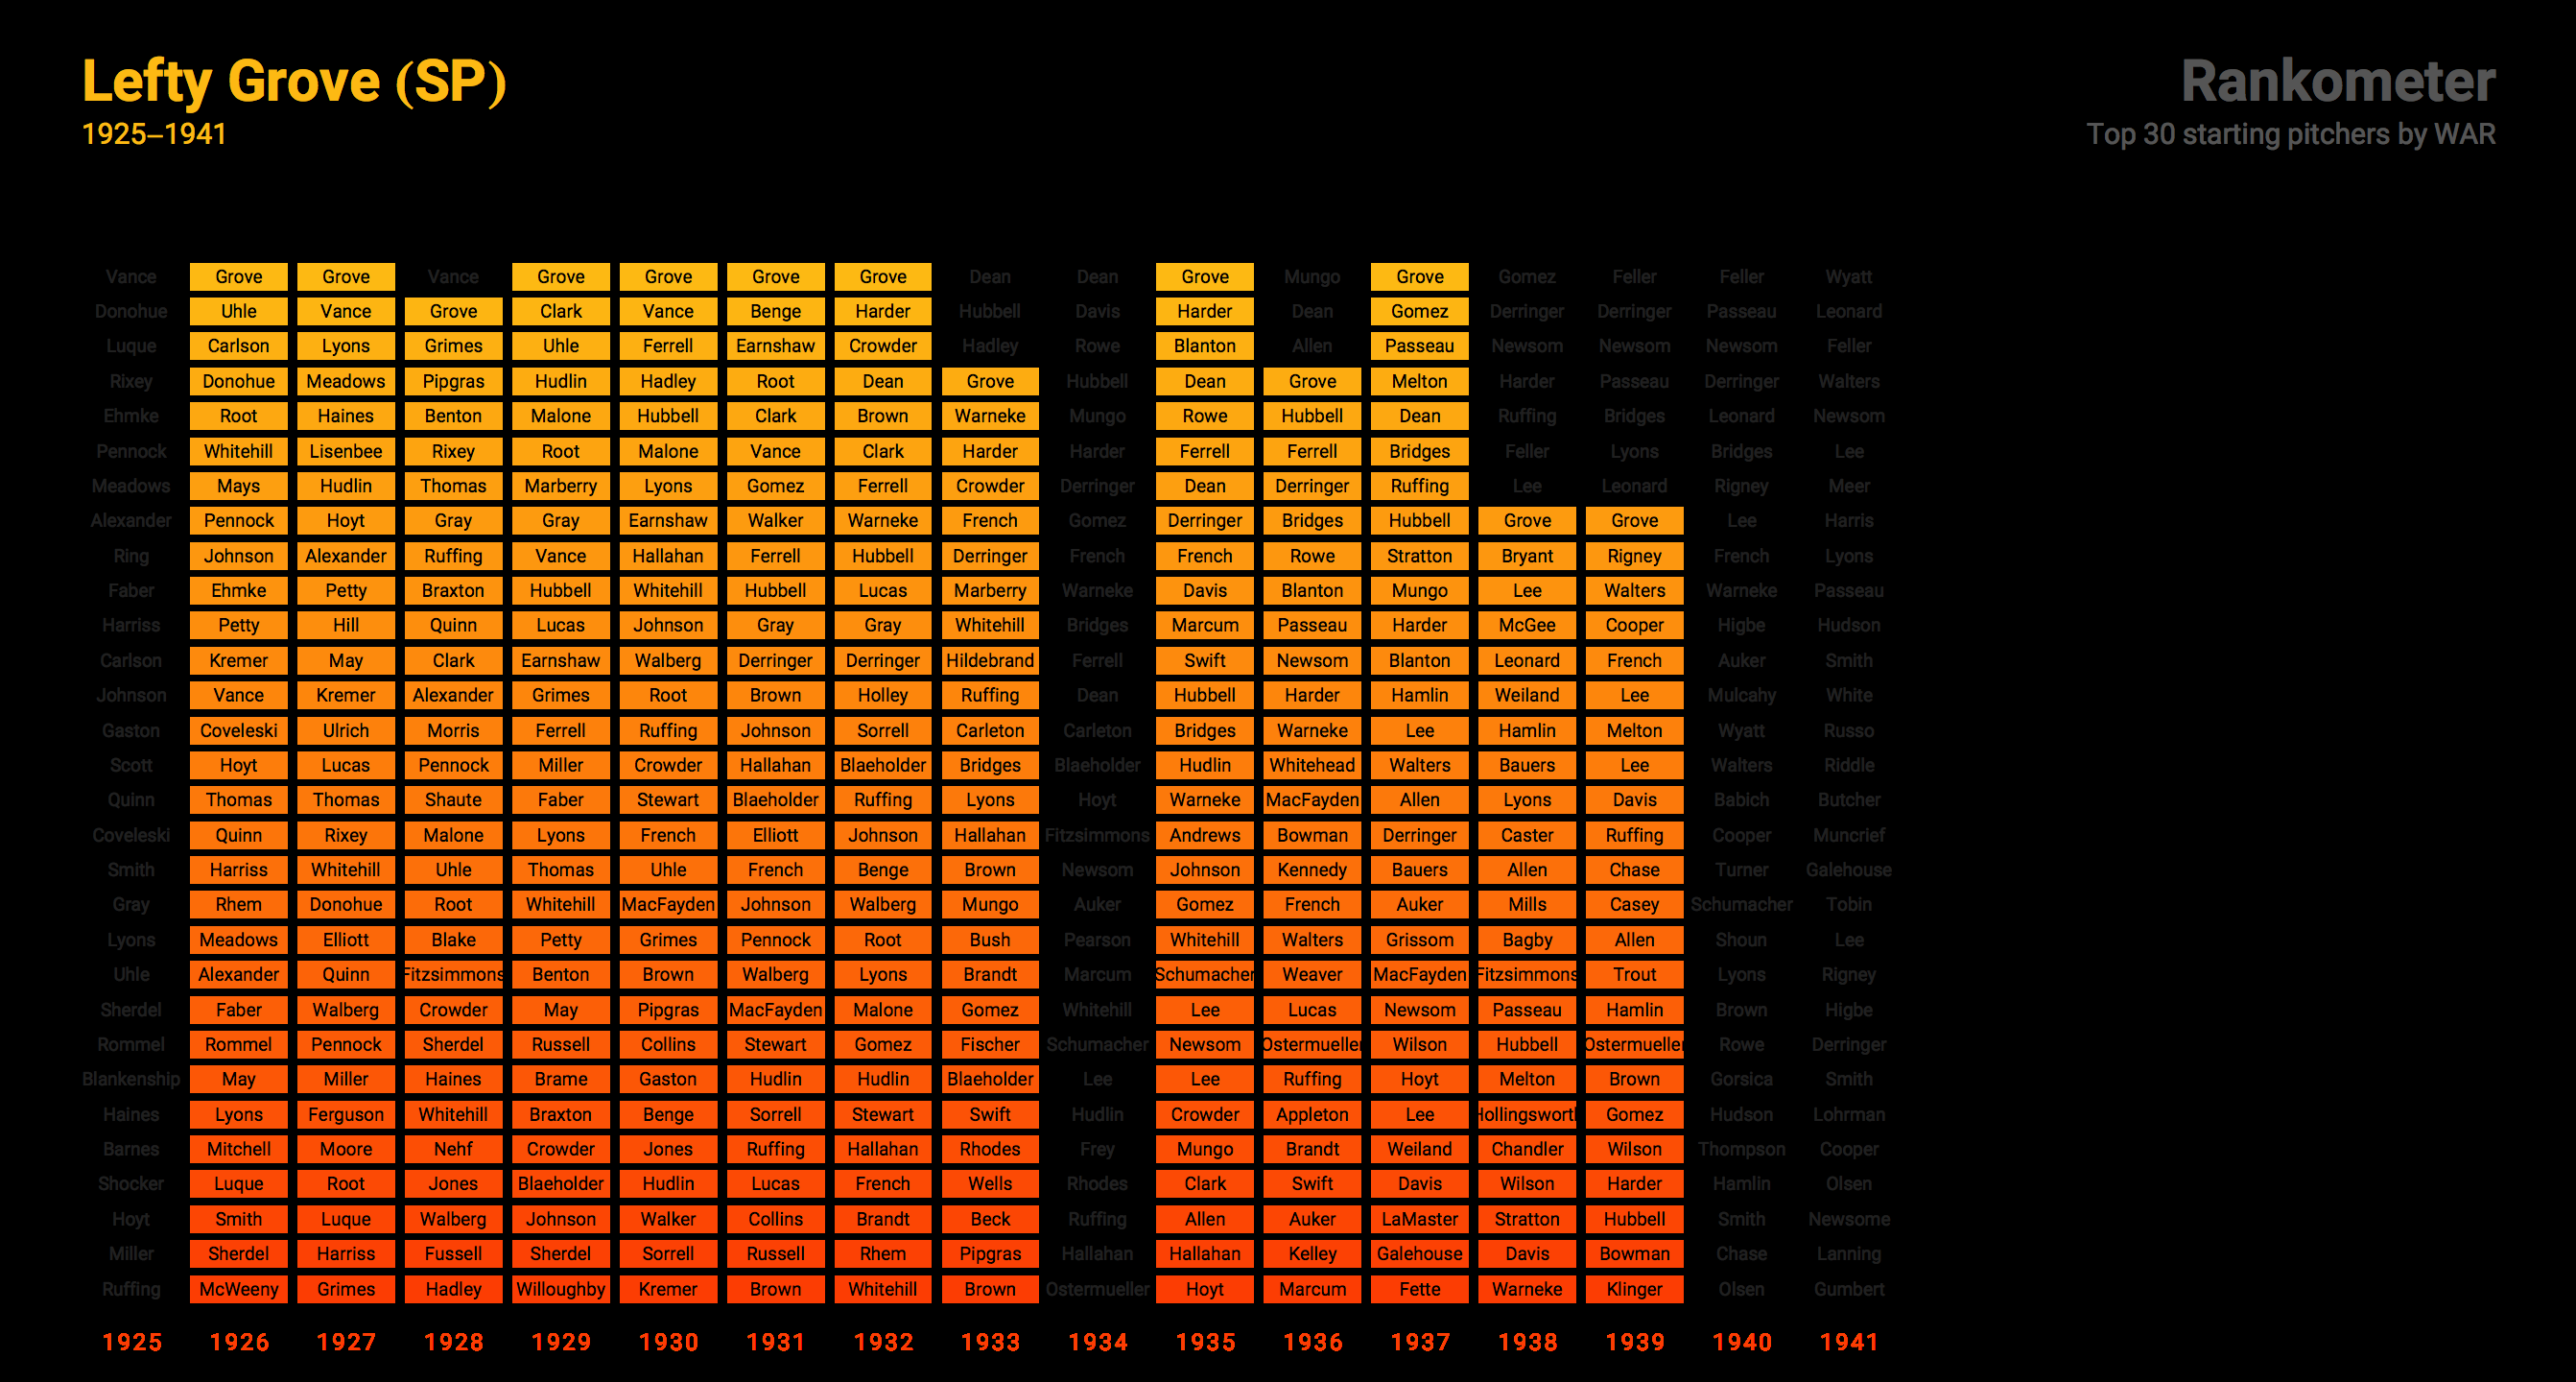 Lefty Grove (SP)
1925–1941
Rankometer
Top 30 starting pitchers by WAR
Vance Grove Grove Vance Grove Grove Grove Grove Dean Dean Grove Mungo Grove Gomez Feller Feller Wyatt
Donohue Uhle Vance Grove Clark Vance Benge Harder Hubbell Davis Harder Dean Gomez Derringer Derringer Passeau Leonard
Luque Carlson Lyons Grimes Uhle Ferrell Earnshaw Crowder Hadley Rowe Blanton Allen Passeau Newsom Newsom Newsom Feller
Rixey Donohue Meadows Pipgras Hudlin Hadley Root Dean Grove Hubbell Dean Grove Melton Harder Passeau Derringer Walters
Ehmke Root Haines Benton Malone Hubbell Clark Brown Warneke Mungo Rowe Hubbell Dean Ruffing Bridges Leonard Newsom
Pennock Whitehill Lisenbee Rixey Root Malone Vance Clark Harder Harder Ferrell Ferrell Bridges Feller Lyons Bridges Lee
Meadows Mays Hudlin Thomas Marberry Lyons Gomez Ferrell Crowder Derringer Dean Derringer Ruffing Lee Leonard Rigney Meer
Alexander Pennock Hoyt Gray Gray Earnshaw Walker Warneke French Gomez Derringer Bridges Hubbell Grove Grove Lee Harris
Ring Johnson Alexander Ruffing Vance Hallahan Ferrell Hubbell Derringer French French Rowe Stratton Bryant Rigney French Lyons
Faber Ehmke Petty Braxton Hubbell Whitehill Hubbell Lucas Marberry Warneke Davis Blanton Mungo Lee Walters Warneke Passeau
Harriss Petty Hill Quinn Lucas Johnson Gray Gray Whitehill Bridges Marcum Passeau Harder McGee Cooper Higbe Hudson
Carlson Kremer May Clark Earnshaw Walberg Derringer Derringer Hildebrand Ferrell Swift Newsom Blanton Leonard French Auker Smith
Johnson Vance Kremer Alexander Grimes Root Brown Holley Ruffing Dean Hubbell Harder Hamlin Weiland Lee Mulcahy White
Gaston Coveleski Ulrich Morris Ferrell Ruffing Johnson Sorrell Carleton Carleton Bridges Warneke Lee Hamlin Melton Wyatt Russo
Scott Hoyt Lucas Pennock Miller Crowder Hallahan Blaeholder Bridges Blaeholder Hudlin Whitehead Walters Bauers Lee Walters Riddle
Quinn Thomas Thomas Shaute Faber Stewart Blaeholder Ruffing Lyons Hoyt Warneke MacFayden Allen Lyons Davis Babich Butcher
Coveleski Quinn Rixey Malone Lyons French Elliott Johnson Hallahan Fitzsimmons Andrews Bowman Derringer Caster Ruffing Cooper Muncrief
Smith Harriss Whitehill Uhle Thomas Uhle French Benge Brown Newsom Johnson Kennedy Bauers Allen Chase Turner Galehouse
Gray Rhem Donohue Root Whitehill MacFayden Johnson Walberg Mungo Auker Gomez French Auker Mills Casey Schumacher Tobin
Lyons Meadows Elliott Blake Petty Grimes Pennock Root Bush Pearson Whitehill Walters Grissom Bagby Allen Shoun Lee
Uhle Alexander Quinn Fitzsimmons Benton Brown Walberg Lyons Brandt Marcum Schumacher Weaver MacFayden Fitzsimmons Trout Lyons Rigney
Sherdel Faber Walberg Crowder May Pipgras MacFayden Malone Gomez Whitehill Lee Lucas Newsom Passeau Hamlin Brown Higbe
Rommel Rommel Pennock Sherdel Russell Collins Stewart Gomez Fischer Schumacher Newsom Ostermueller Wilson Hubbell Ostermueller Rowe Derringer
Blankenship May Miller Haines Brame Gaston Hudlin Hudlin Blaeholder Lee Lee Ruffing Hoyt Melton Brown Gorsica Smith
Haines Lyons Ferguson Whitehill Braxton Benge Sorrell Stewart Swift Hudlin Crowder Appleton Lee Hollingsworth Gomez Hudson Lohrman
Barnes Mitchell Moore Nehf Crowder Jones Ruffing Hallahan Rhodes Frey Mungo Brandt Weiland Chandler Wilson Thompson Cooper
Shocker Luque Root Jones Blaeholder Hudlin Lucas French Wells Rhodes Clark Swift Davis Wilson Harder Hamlin Olsen
Hoyt Smith Luque Walberg Johnson Walker Collins Brandt Beck Ruffing Allen Auker LaMaster Stratton Hubbell Smith Newsome
Miller Sherdel Harriss Fussell Sherdel Sorrell Russell Rhem Pipgras Hallahan Hallahan Kelley Galehouse Davis Bowman Chase Lanning
Ruffing McWeeny Grimes Hadley Willoughby Kremer Brown Whitehill Brown Ostermueller Hoyt Marcum Fette Warneke Klinger Olsen Gumbert
1925 1926 1927 1928 1929 1930 1931 1932 1933 1934 1935 1936 1937 1938 1939 1940 1941